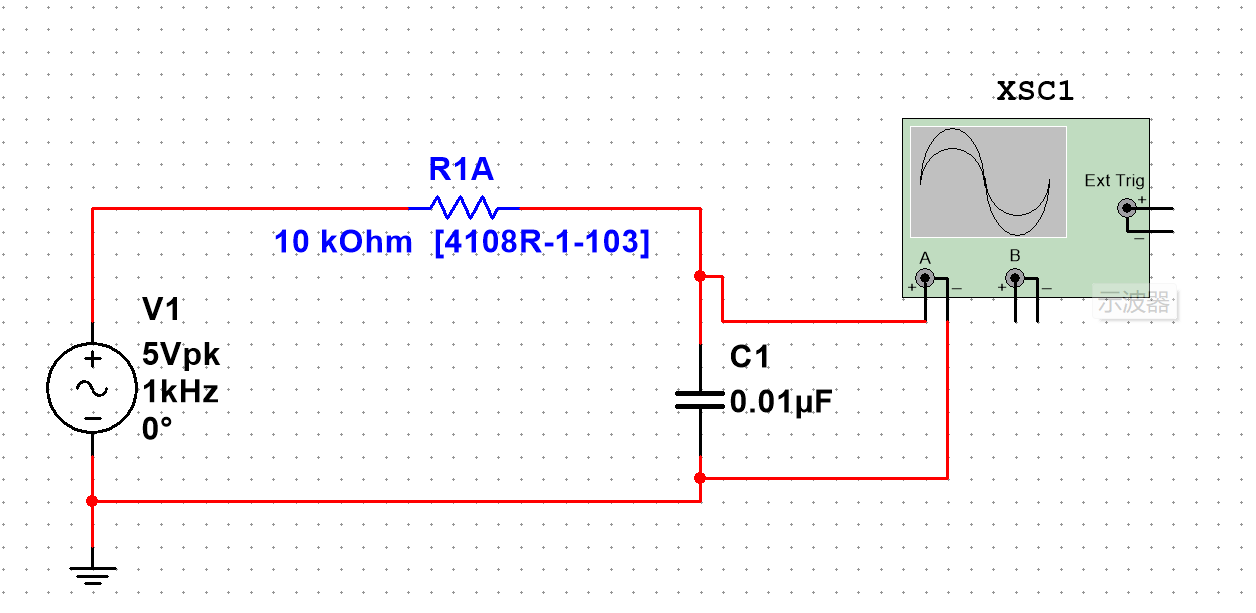 XSC1
R1A
Ext Trig
+
10 kOhm [4108R-1-103]
−
A
B
+
−
+
−
示波器
V1
+
5Vpk
1kHz
−
0°
C1
0.01µF